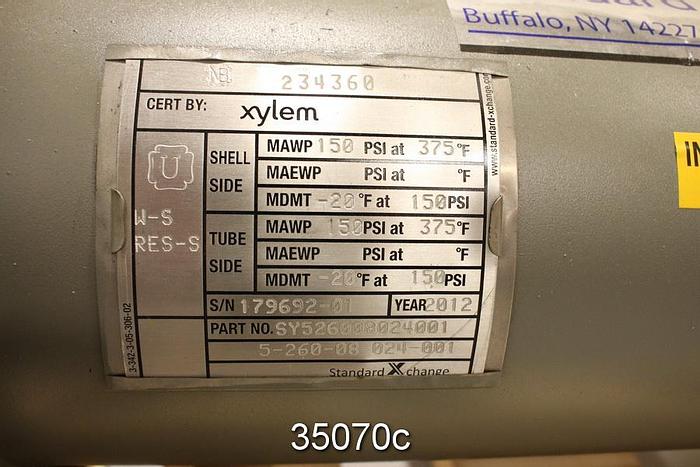 Buffalo, NY 14227
NB 234360
CERT BY: xylem
U
W-S
RES-S
SHELL SIDE
MAWP 150 PSI at 375°F
MAEWP PSI at °F
MDMT -20 °F at 150 PSI
TUBE SIDE
MAWP 150 PSI at 375°F
MAEWP PSI at °F
MDMT -20 °F at 150 PSI
S/N 179692-01 YEAR 2012
PART NO. SY526008024001
5-260-08 024-001
Standard Xchange
3-342-3-05-306-02
www.standard-xchange.co
35070c